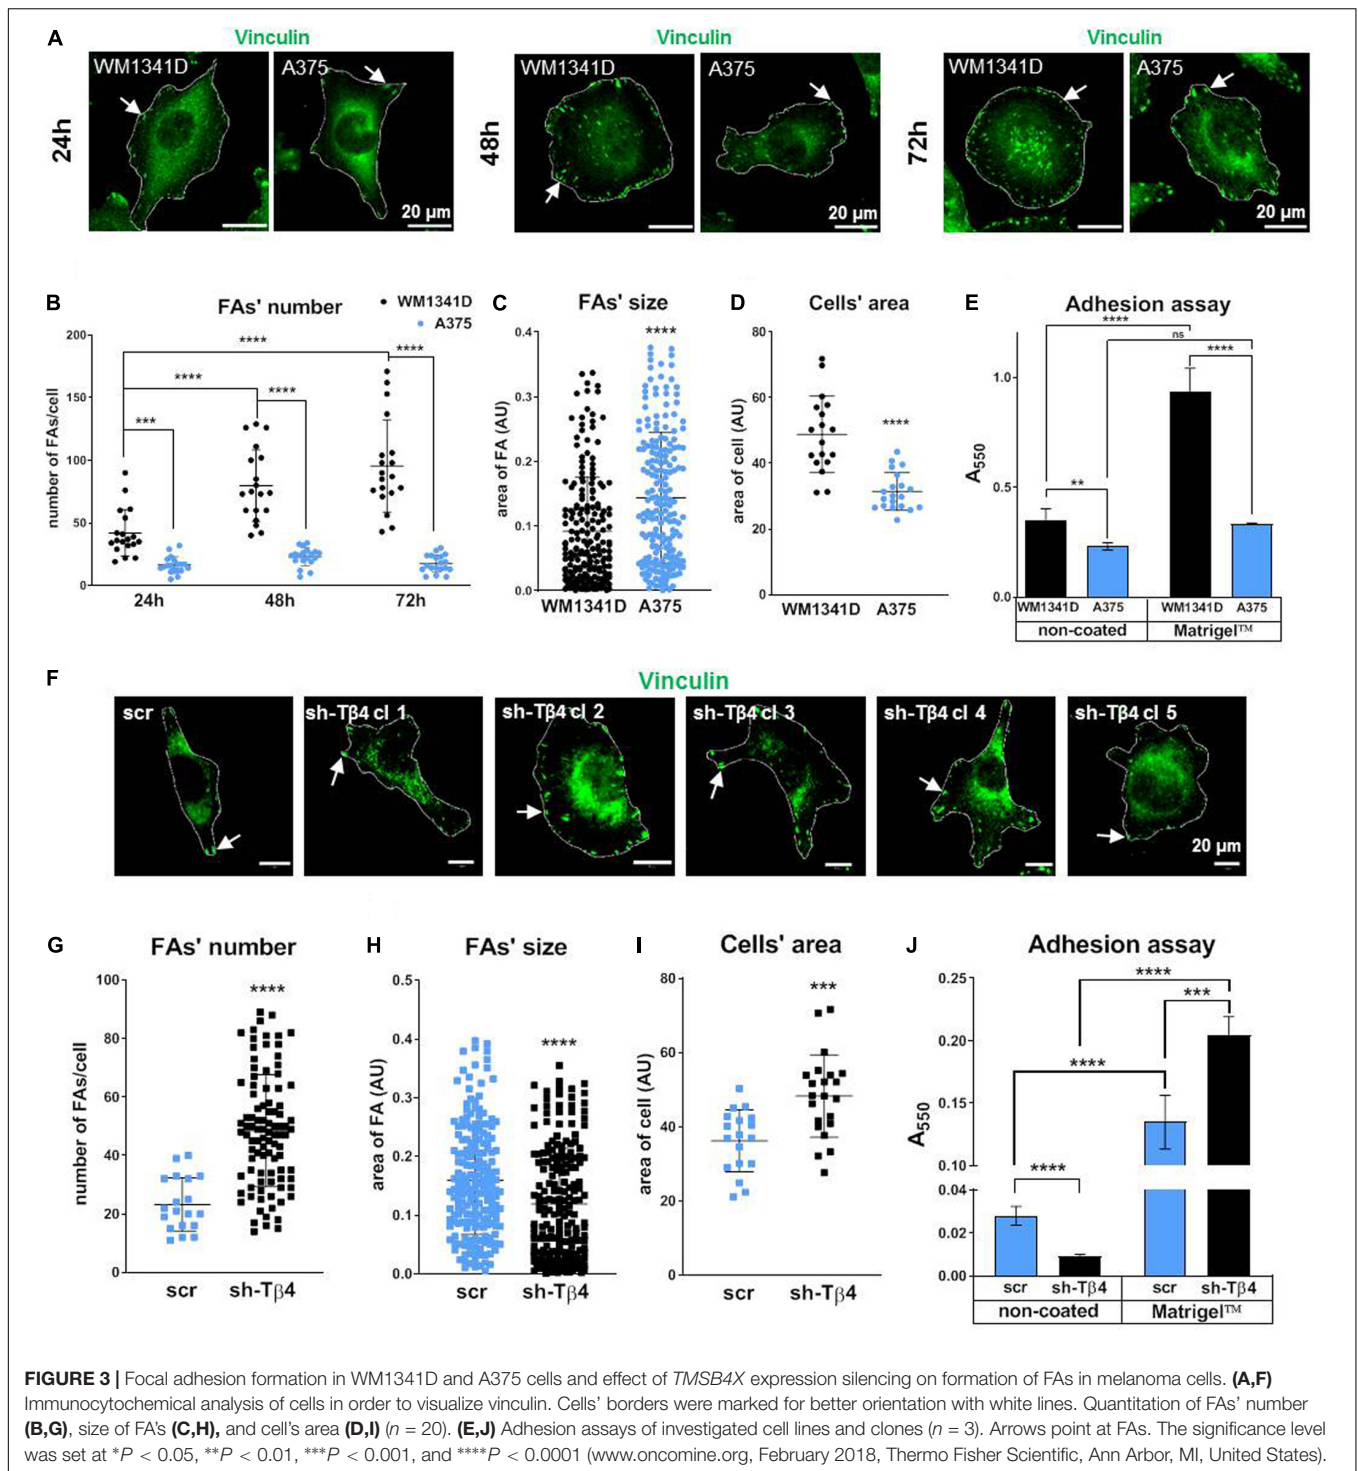 A
Vinculin
Vinculin
Vinculin
24h
WM1341D
A375
20 µm
48h
WM1341D
A375
20 µm
72h
WM1341D
A375
20 µm
B
FAs' number
WM1341D
A375
number of FAs/cell
200
150
100
50
0
****
****
****
****
***
24h
48h
72h
C
FAs' size
area of FA (AU)
0.4
0.3
0.2
0.1
0.0
****
WM1341D
A375
D
Cells' area
area of cell (AU)
80
60
40
20
0
****
WM1341D
A375
E
Adhesion assay
A550
1.0
0.5
0.0
****
ns
****
**
WM1341D
A375
WM1341D
A375
non-coated
Matrigel™
F
Vinculin
scr
sh-Tβ4 cl 1
sh-Tβ4 cl 2
sh-Tβ4 cl 3
sh-Tβ4 cl 4
sh-Tβ4 cl 5
20 µm
G
FAs' number
number of FAs/cell
100
80
60
40
20
0
****
scr
sh-Tβ4
H
FAs' size
area of FA (AU)
0.5
0.4
0.3
0.2
0.1
0.0
****
scr
sh-Tβ4
I
Cells' area
area of cell (AU)
80
60
40
20
0
***
scr
sh-Tβ4
J
Adhesion assay
A550
0.25
0.20
0.15
0.10
0.04
0.02
0.00
****
***
****
****
scr
sh-Tβ4
scr
sh-Tβ4
non-coated
Matrigel™
FIGURE 3 | Focal adhesion formation in WM1341D and A375 cells and effect of TMSB4X expression silencing on formation of FAs in melanoma cells. (A,F)
Immunocytochemical analysis of cells in order to visualize vinculin. Cells' borders were marked for better orientation with white lines. Quantitation of FAs' number
(B,G), size of FA's (C,H), and cell's area (D,I) (n = 20). (E,J) Adhesion assays of investigated cell lines and clones (n = 3). Arrows point at FAs. The significance level
was set at *P < 0.05, **P < 0.01, ***P < 0.001, and ****P < 0.0001 (www.oncomine.org, February 2018, Thermo Fisher Scientific, Ann Arbor, MI, United States).